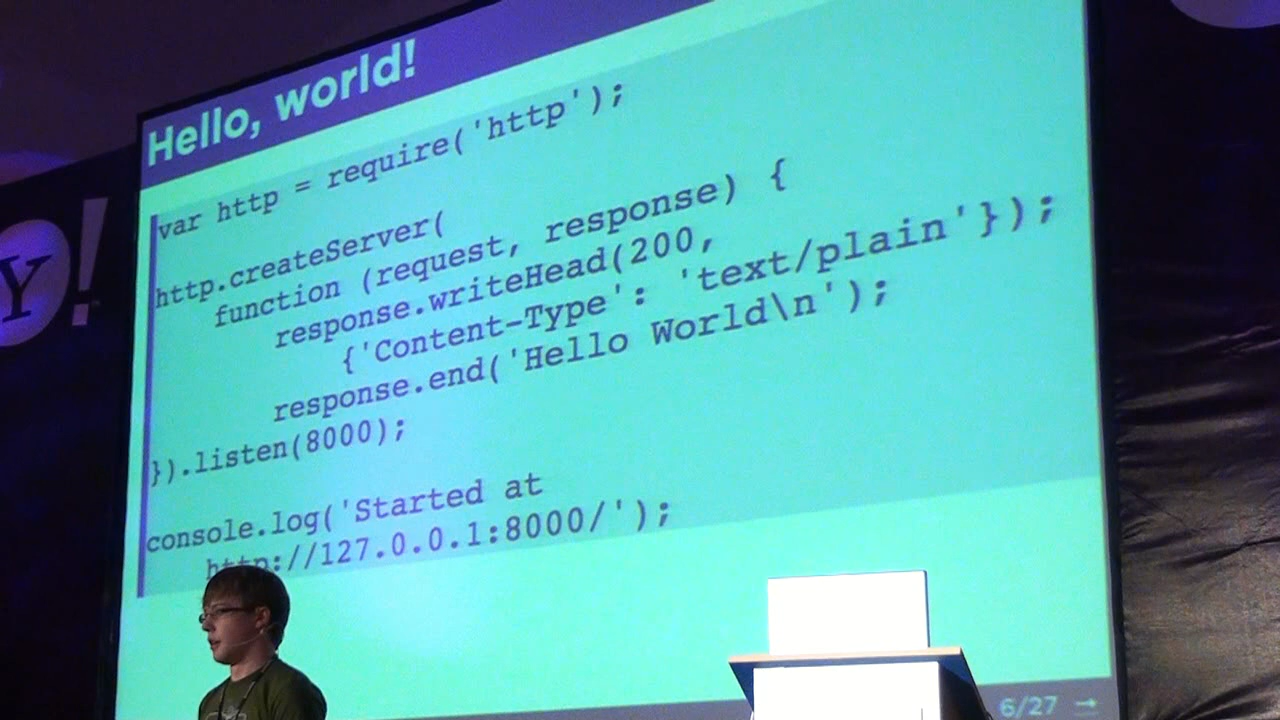 Hello, world!
var http = require('http');
http.createServer(
function (request, response) {
response.writeHead(200,
{'Content-Type': 'text/plain'});
response.end('Hello World\n');
}).listen(8000);
console.log('Started at
http://127.0.0.1:8000/');
Y!
6/27 →